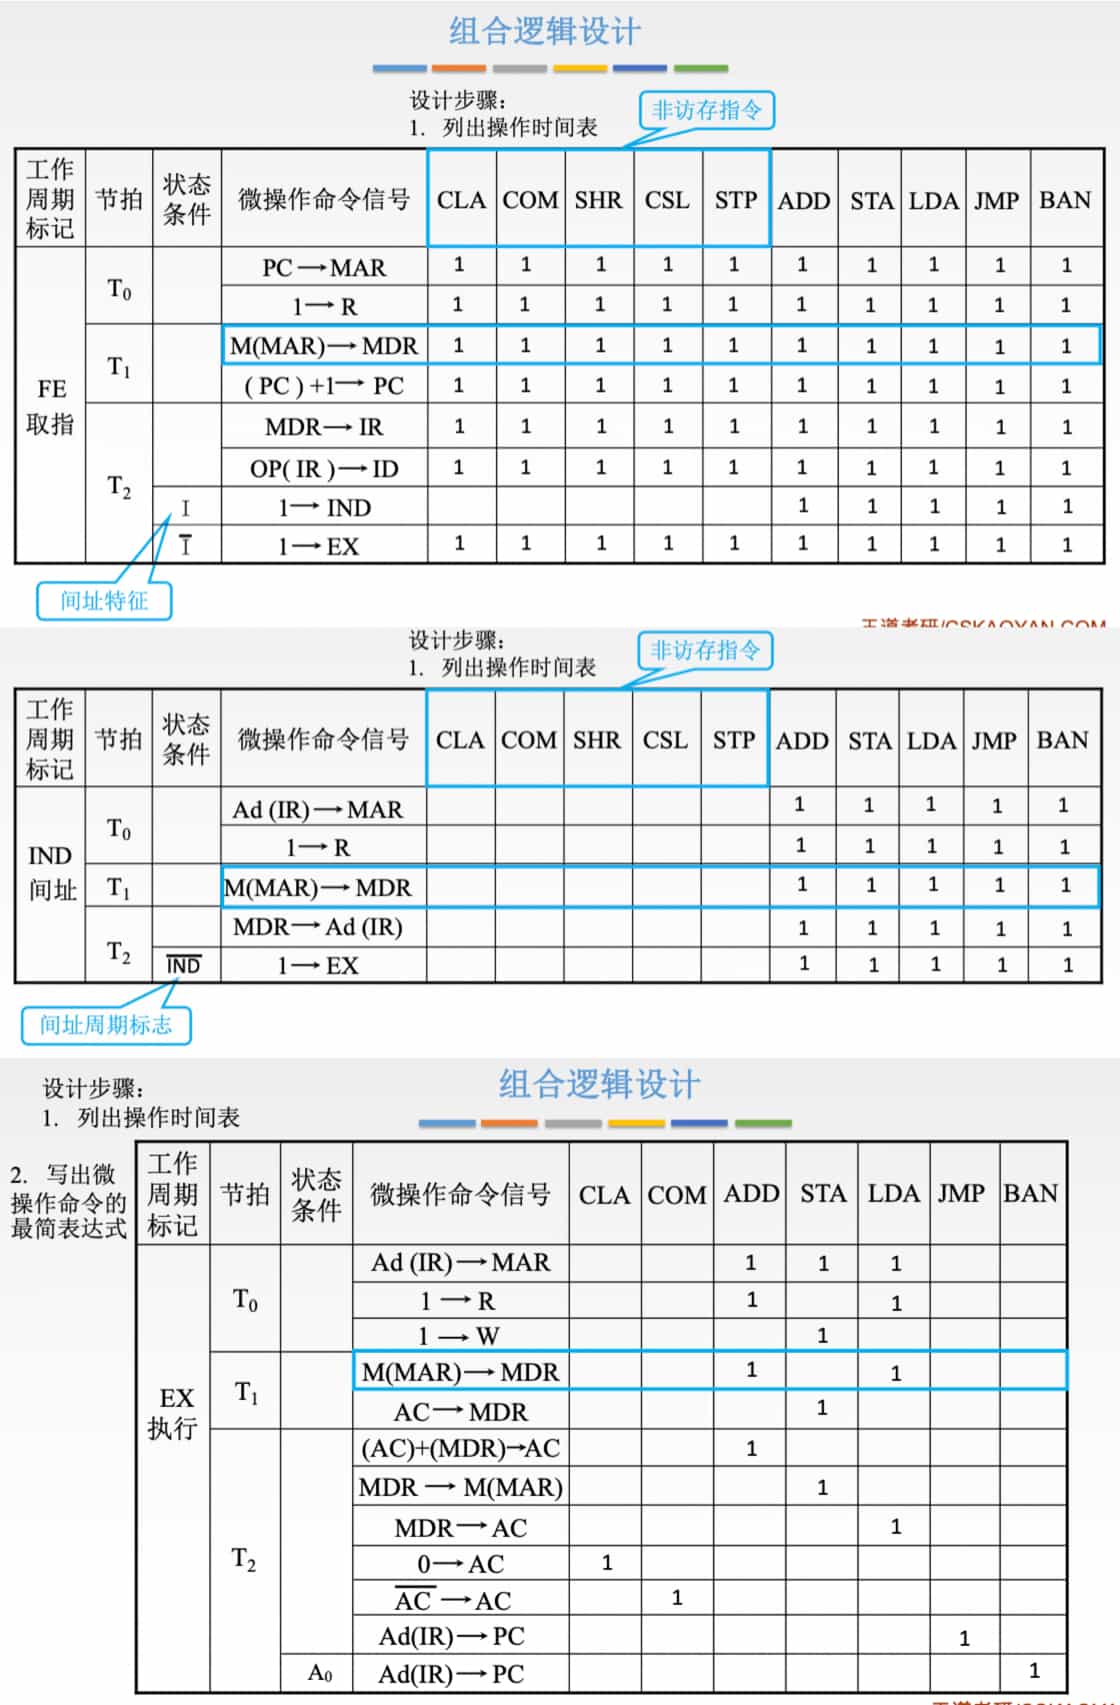 组合逻辑设计
设计步骤:
1. 列出操作时间表
非访存指令
工作周期标记 节拍 状态条件 微操作命令信号 CLA COM SHR CSL STP ADD STA LDA JMP BAN
FE 取指
T₀ PC→MAR 1 1 1 1 1 1 1 1 1 1
1→R 1 1 1 1 1 1 1 1 1 1
T₁ M(MAR)→MDR 1 1 1 1 1 1 1 1 1 1
(PC)+1→PC 1 1 1 1 1 1 1 1 1 1
T₂ MDR→IR 1 1 1 1 1 1 1 1 1 1
OP(IR)→ID 1 1 1 1 1 1 1 1 1 1
I 1→IND 1 1 1 1 1
I̅ 1→EX 1 1 1 1 1 1 1 1 1 1
间址特征
王道考研/CSKAOYAN.COM
设计步骤:
1. 列出操作时间表
非访存指令
工作周期标记 节拍 状态条件 微操作命令信号 CLA COM SHR CSL STP ADD STA LDA JMP BAN
IND 间址
T₀ Ad (IR)→MAR 1 1 1 1 1
1→R 1 1 1 1 1
T₁ M(MAR)→MDR 1 1 1 1 1
T₂ MDR→Ad (IR) 1 1 1 1 1
I̅N̅D̅ 1→EX 1 1 1 1 1
间址周期标志
组合逻辑设计
设计步骤:
1. 列出操作时间表
2. 写出微
操作命令的
最简表达式
工作周期标记 节拍 状态条件 微操作命令信号 CLA COM ADD STA LDA JMP BAN
EX 执行
T₀ Ad (IR)→MAR 1 1 1
1→R 1 1
1→W 1
T₁ M(MAR)→MDR 1 1
AC→MDR 1
T₂ (AC)+(MDR)→AC 1
MDR→M(MAR) 1
MDR→AC 1
0→AC 1
A̅C̅→AC 1
Ad(IR)→PC 1
A₀ Ad(IR)→PC 1